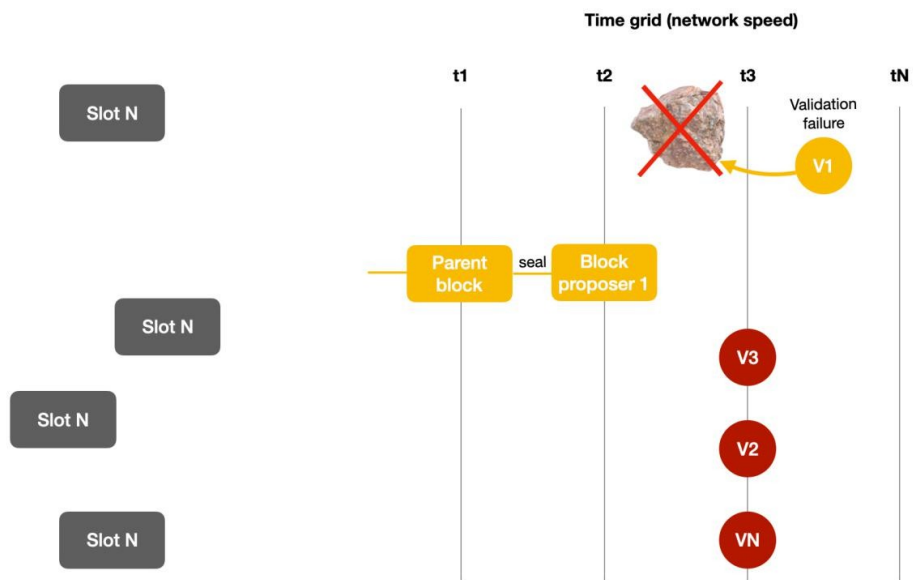 Time grid (network speed)
t1
t2
t3
tN
Slot N
Validation
failure
V1
Parent
block
seal
Block
proposer 1
Slot N
V3
Slot N
V2
Slot N
VN